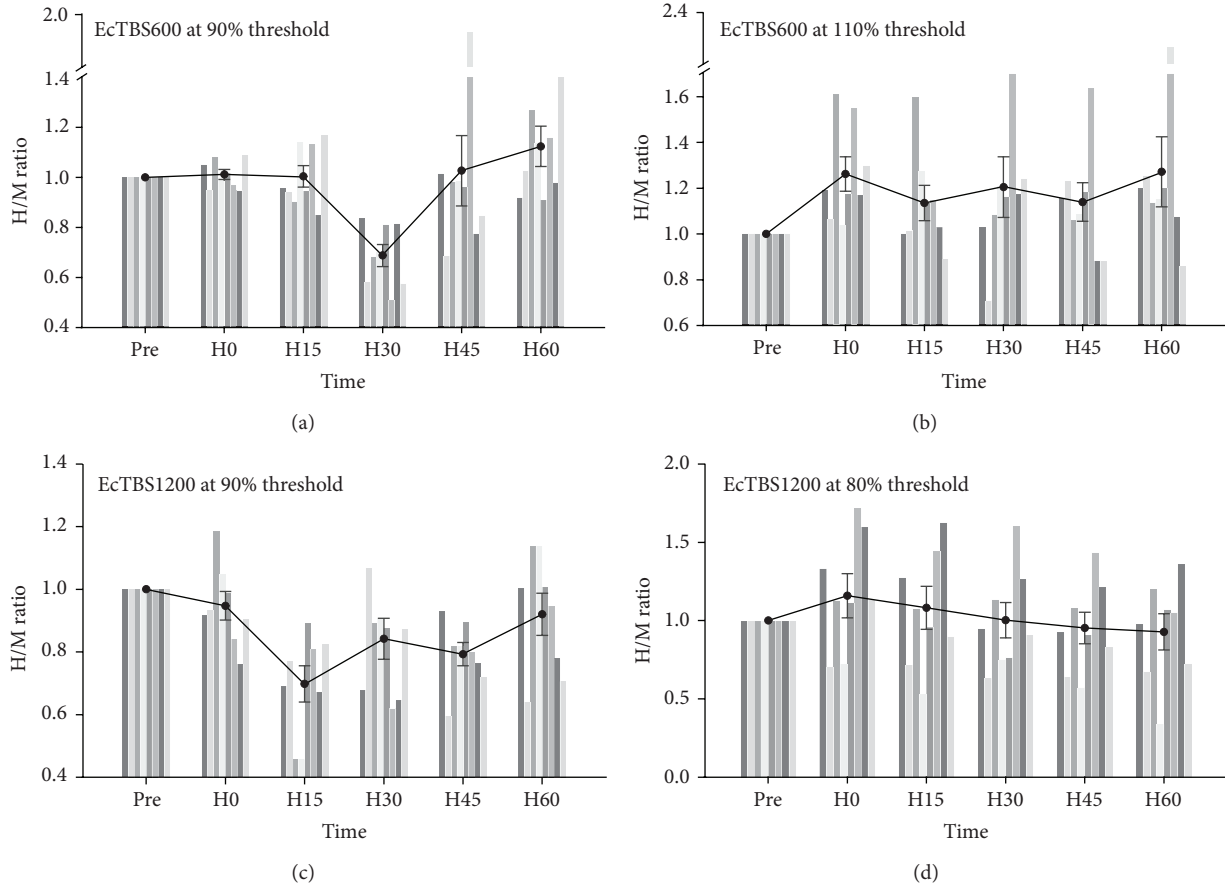 2.0
EcTBS600 at 90% threshold
1.4
1.2
1.0
0.8
0.6
0.4
H/M ratio
Pre H0 H15 H30 H45 H60
Time
(a)
2.4
EcTBS600 at 110% threshold
1.6
1.4
1.2
1.0
0.8
0.6
H/M ratio
Pre H0 H15 H30 H45 H60
Time
(b)
1.4
EcTBS1200 at 90% threshold
1.2
1.0
0.8
0.6
0.4
H/M ratio
Pre H0 H15 H30 H45 H60
Time
(c)
2.0
EcTBS1200 at 80% threshold
1.5
1.0
0.5
0.0
H/M ratio
Pre H0 H15 H30 H45 H60
Time
(d)